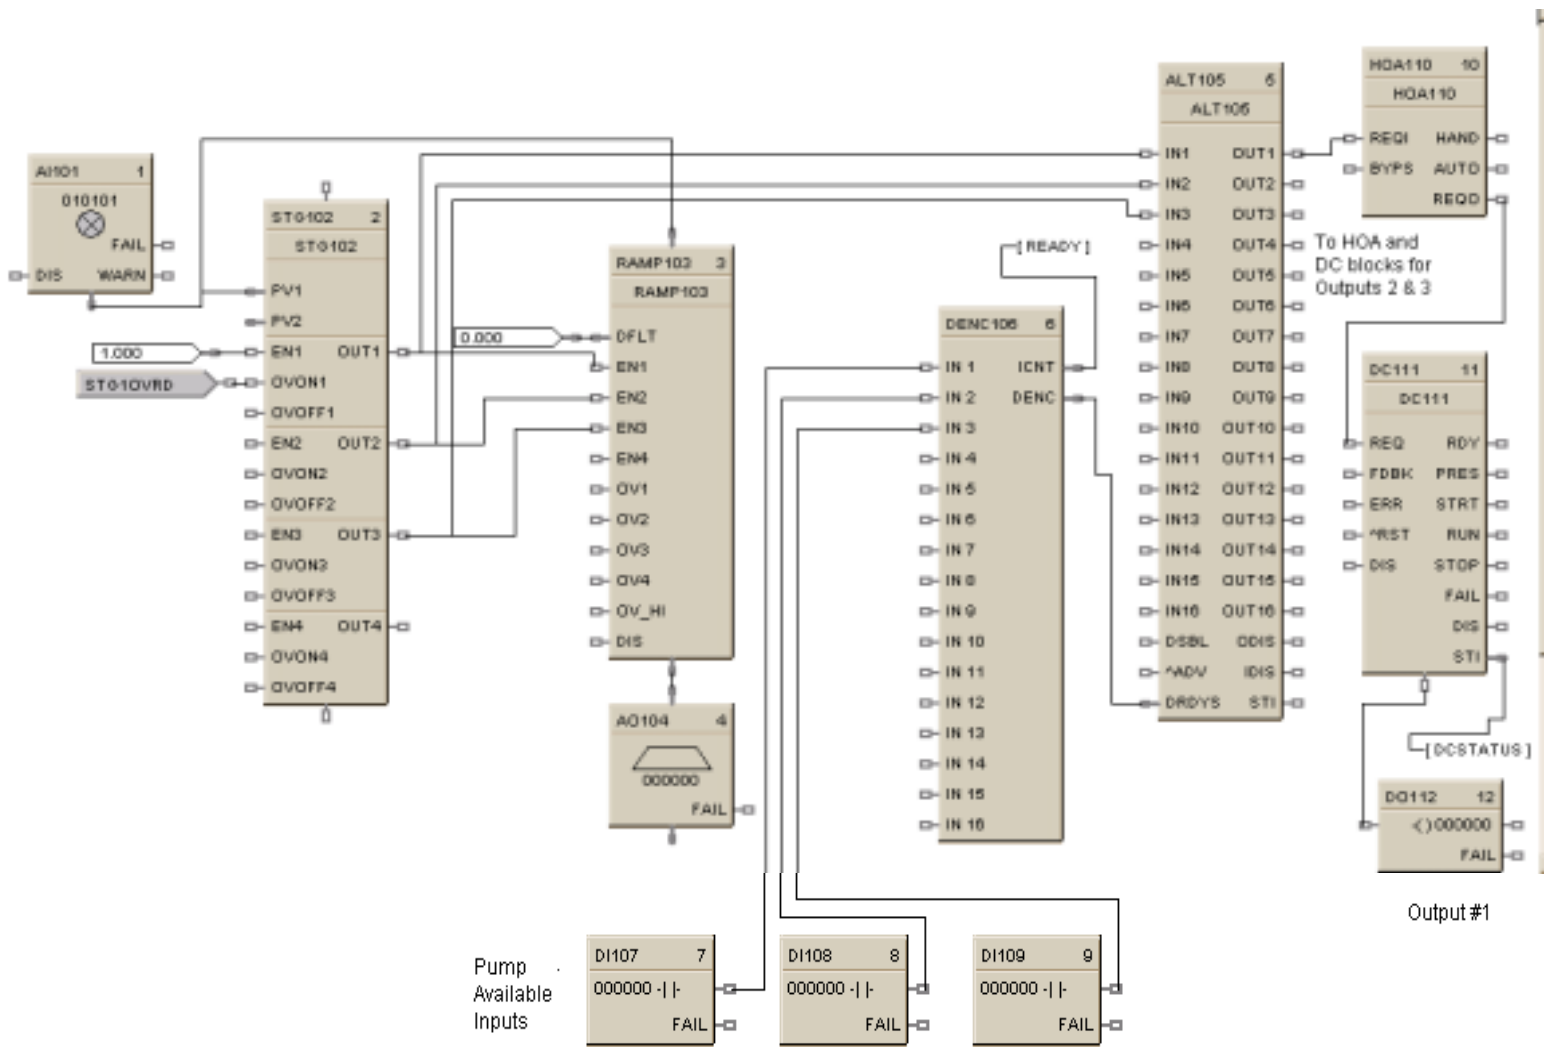 AI101 1
010101
FAIL
DIS WARN
STG102 2
STG102
PV1
PV2
EN1 OUT1
OVON1
OVOFF1
EN2 OUT2
OVON2
OVOFF2
EN3 OUT3
OVON3
OVOFF3
EN4 OUT4
OVON4
OVOFF4
1.000
STG1OVRD
RAMP103 3
RAMP103
0.000
DFLT
EN1
EN2
EN3
EN4
OV1
OV2
OV3
OV4
OV_HI
DIS
AO104 4
000000
FAIL
DENC106 6
IN 1 ICNT
IN 2 DENC
IN 3
IN 4
IN 5
IN 6
IN 7
IN 8
IN 9
IN 10
IN 11
IN 12
IN 13
IN 14
IN 15
IN 16
[ READY ]
ALT105 5
ALT105
IN1 OUT1
IN2 OUT2
IN3 OUT3
IN4 OUT4
IN5 OUT5
IN6 OUT6
IN7 OUT7
IN8 OUT8
IN9 OUT9
IN10 OUT10
IN11 OUT11
IN12 OUT12
IN13 OUT13
IN14 OUT14
IN15 OUT15
IN16 OUT16
DSBL ODIS
^ADV IDIS
DRDYS STI
HOA110 10
HOA110
REQI HAND
BYPS AUTO
REQO
To HOA and
DC blocks for
Outputs 2 & 3
DC111 11
DC111
REQ RDY
FDBK PRES
ERR STRT
^RST RUN
DIS STOP
FAIL
DIS
STI
[ DCSTATUS ]
DO112 12
-( ) 000000
FAIL
Output #1
Pump
Available
Inputs
DI107 7
000000 -| |-
FAIL
DI108 8
000000 -| |-
FAIL
DI109 9
000000 -| |-
FAIL